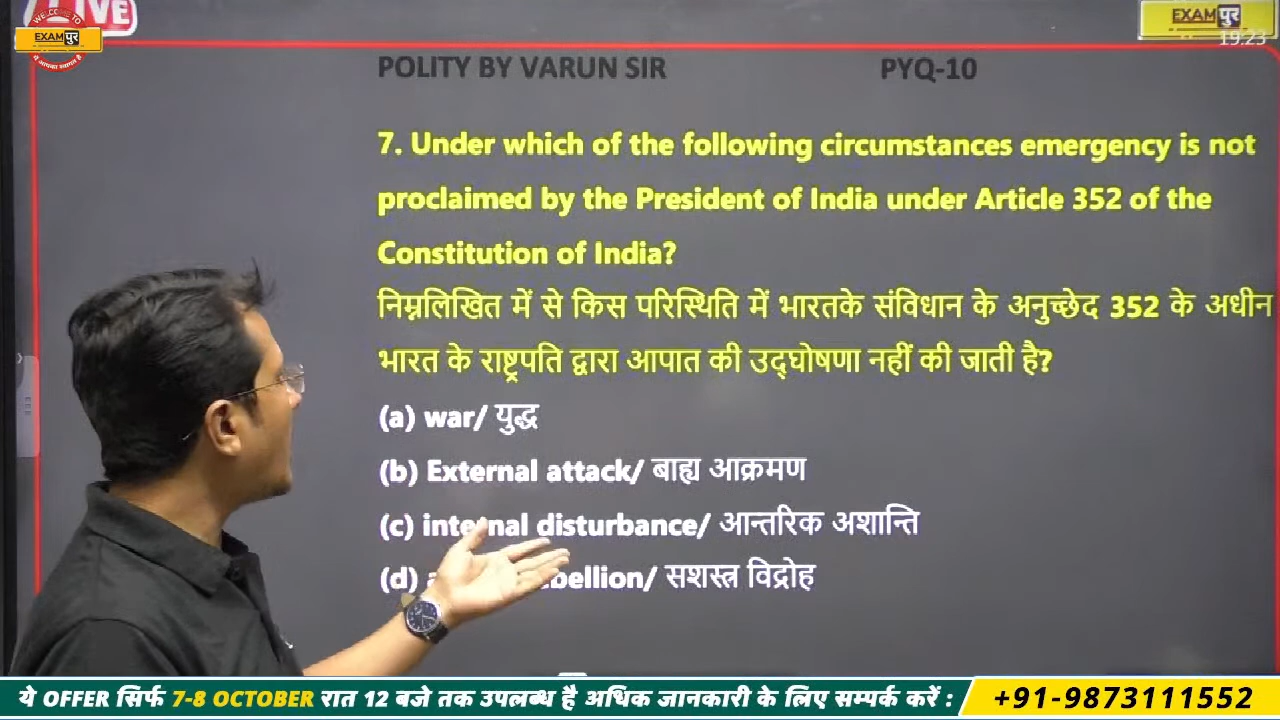 LIVE
WELCOME TO
EXAMपुर
EXAMपुर
19:23
POLITY BY VARUN SIR PYQ-10
7. Under which of the following circumstances emergency is not
proclaimed by the President of India under Article 352 of the
Constitution of India?
निम्नलिखित में से किस परिस्थिति में भारतके संविधान के अनुच्छेद 352 के अधीन
भारत के राष्ट्रपति द्वारा आपात की उद्घोषणा नहीं की जाती है?
(a) war/ युद्ध
(b) External attack/ बाह्य आक्रमण
(c) internal disturbance/ आन्तरिक अशान्ति
(d) bellion/ सशस्त्र विद्रोह
ये OFFER सिर्फ 7-8 OCTOBER रात 12 बजे तक उपलब्ध है अधिक जानकारी के लिए सम्पर्क करें : +91-9873111552